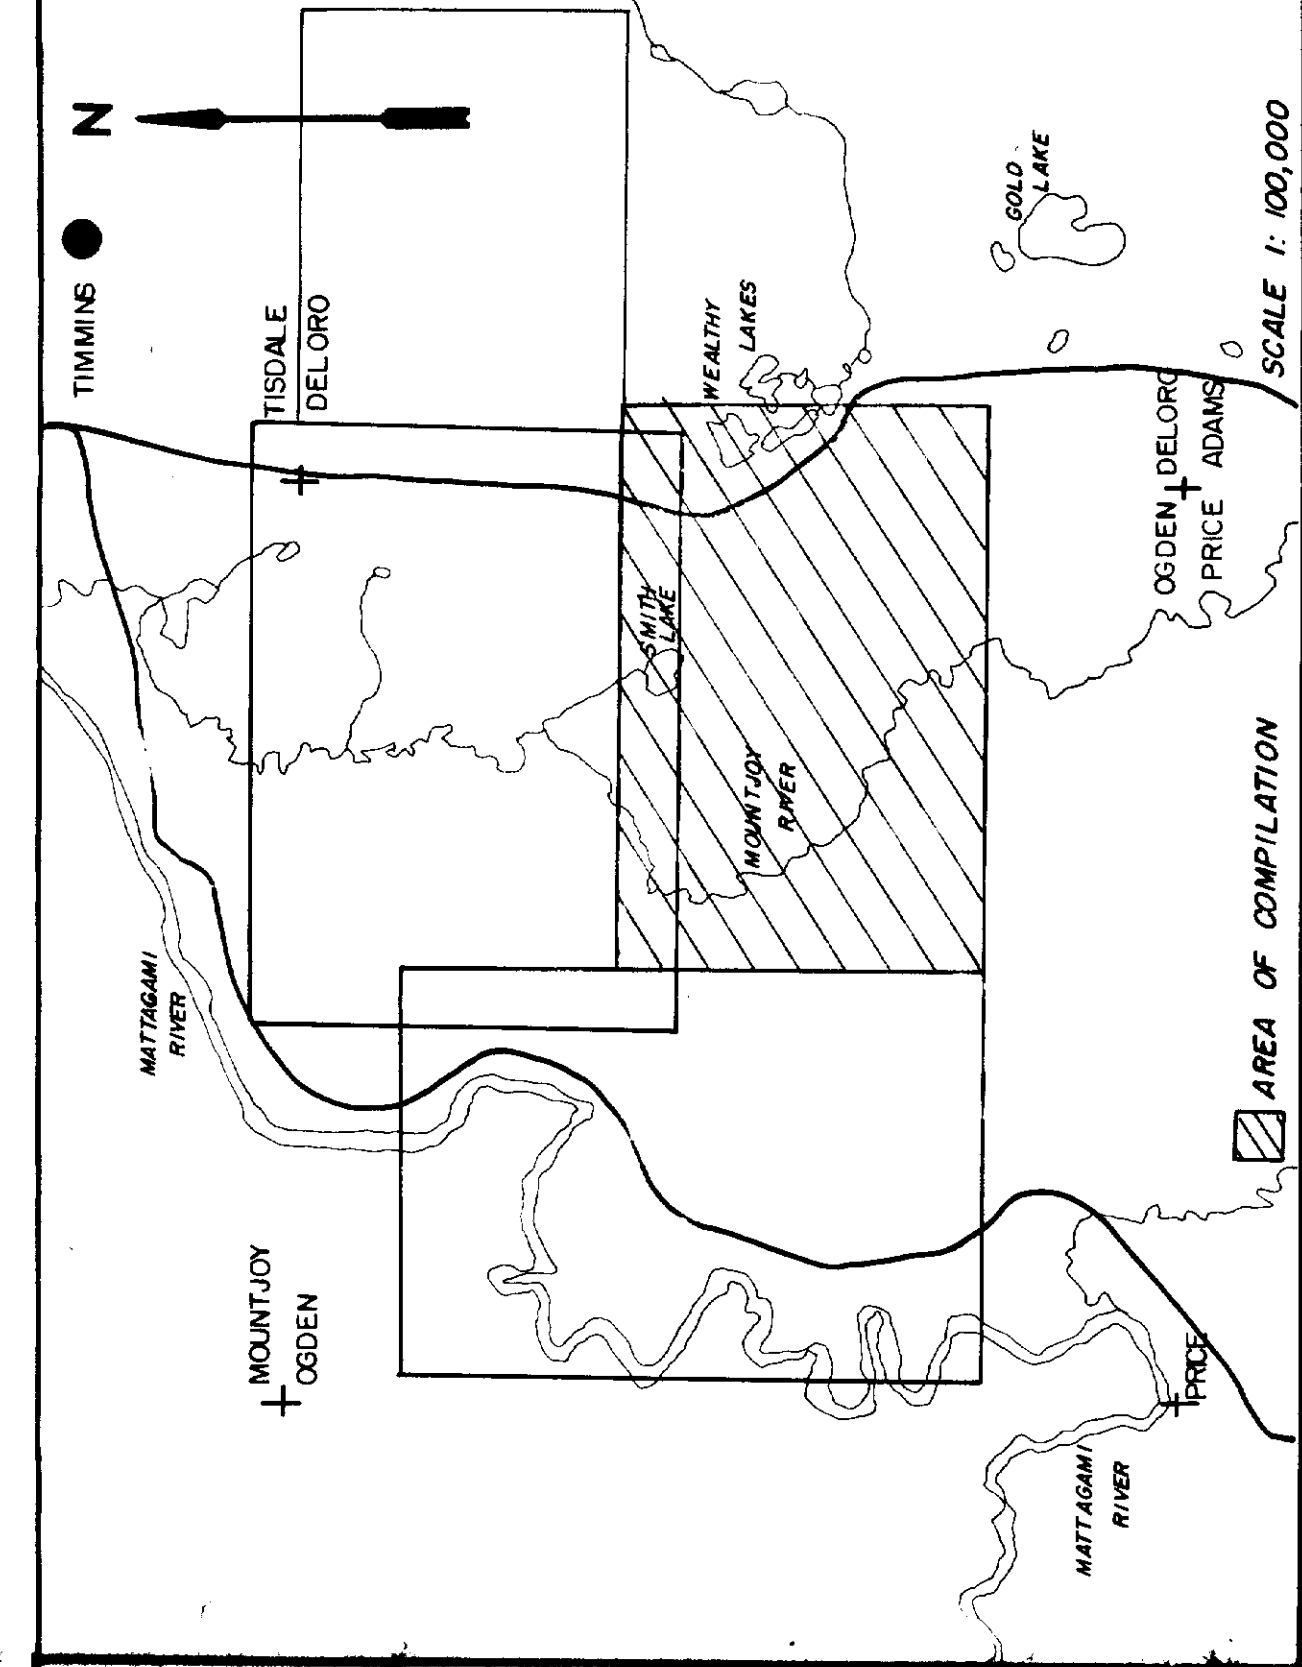 N
TIMMINS
TISDALE
DELORO
MATTAGAMI
RIVER
MOUNTJOY
OGDEN
WEALTHY
LAKES
GOLD
LAKE
SMITH
LAKE
MOUNTJOY
RIVER
OGDEN DELORO
PRICE ADAMS
PRICE
MATTAGAMI
RIVER
AREA OF COMPILATION
SCALE 1: 100,000